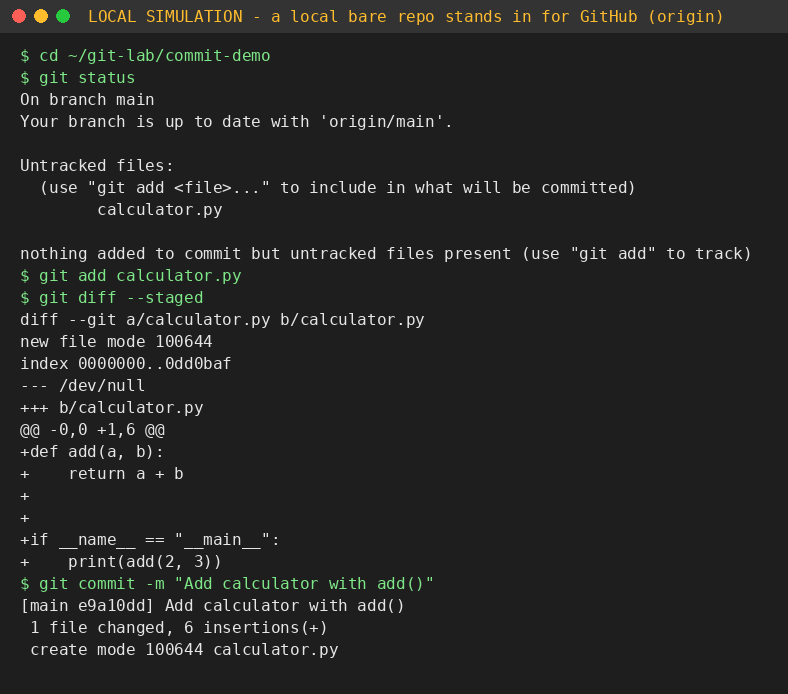 LOCAL SIMULATION - a local bare repo stands in for GitHub (origin)
$ cd ~/git-lab/commit-demo
$ git status
On branch main
Your branch is up to date with 'origin/main'.

Untracked files:
  (use "git add <file>..." to include in what will be committed)
        calculator.py

nothing added to commit but untracked files present (use "git add" to track)
$ git add calculator.py
$ git diff --staged
diff --git a/calculator.py b/calculator.py
new file mode 100644
index 0000000..0dd0baf
--- /dev/null
+++ b/calculator.py
@@ -0,0 +1,6 @@
+def add(a, b):
+    return a + b
+
+
+if __name__ == "__main__":
+    print(add(2, 3))
$ git commit -m "Add calculator with add()"
[main e9a10dd] Add calculator with add()
 1 file changed, 6 insertions(+)
 create mode 100644 calculator.py